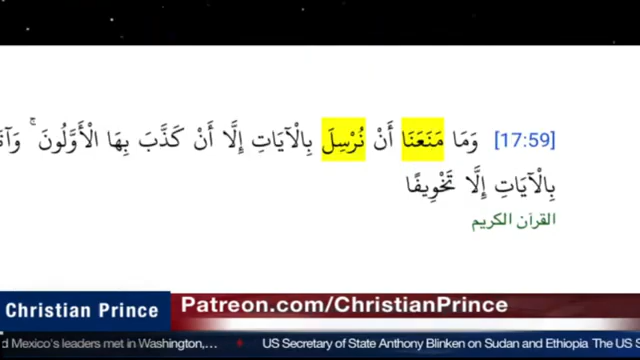 [17:59] وَمَا مَنَعَنَا أَنْ نُرْسِلَ بِالْآيَاتِ إِلَّا أَنْ كَذَّبَ بِهَا الْأَوَّلُونَ ۚ
بِالْآيَاتِ إِلَّا تَخْوِيفًا
القرآن الكريم
Christian Prince
Patreon.com/ChristianPrince
d Mexico's leaders met in Washington,... US Secretary of State Anthony Blinken on Sudan and Ethiopia The US S